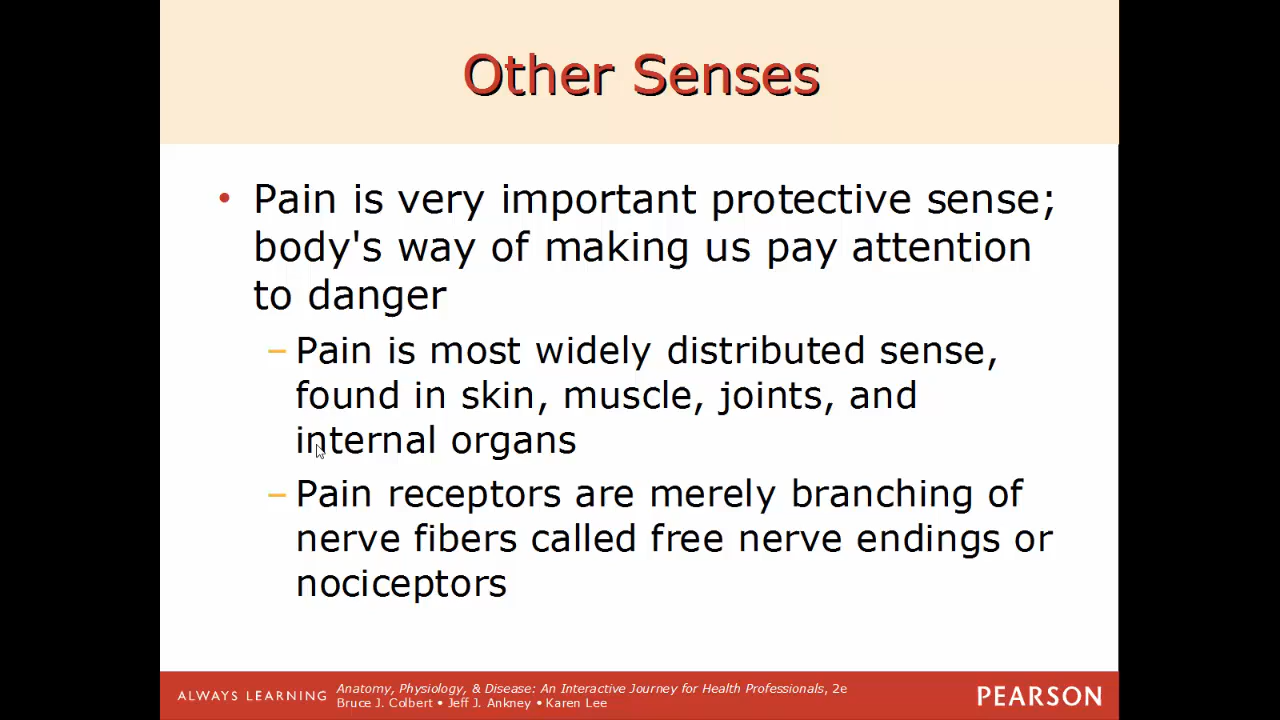 Other Senses
• Pain is very important protective sense;
body's way of making us pay attention
to danger
– Pain is most widely distributed sense,
found in skin, muscle, joints, and
internal organs
– Pain receptors are merely branching of
nerve fibers called free nerve endings or
nociceptors
ALWAYS LEARNING
Anatomy, Physiology, & Disease: An Interactive Journey for Health Professionals, 2e
Bruce J. Colbert • Jeff J. Ankney • Karen Lee
PEARSON